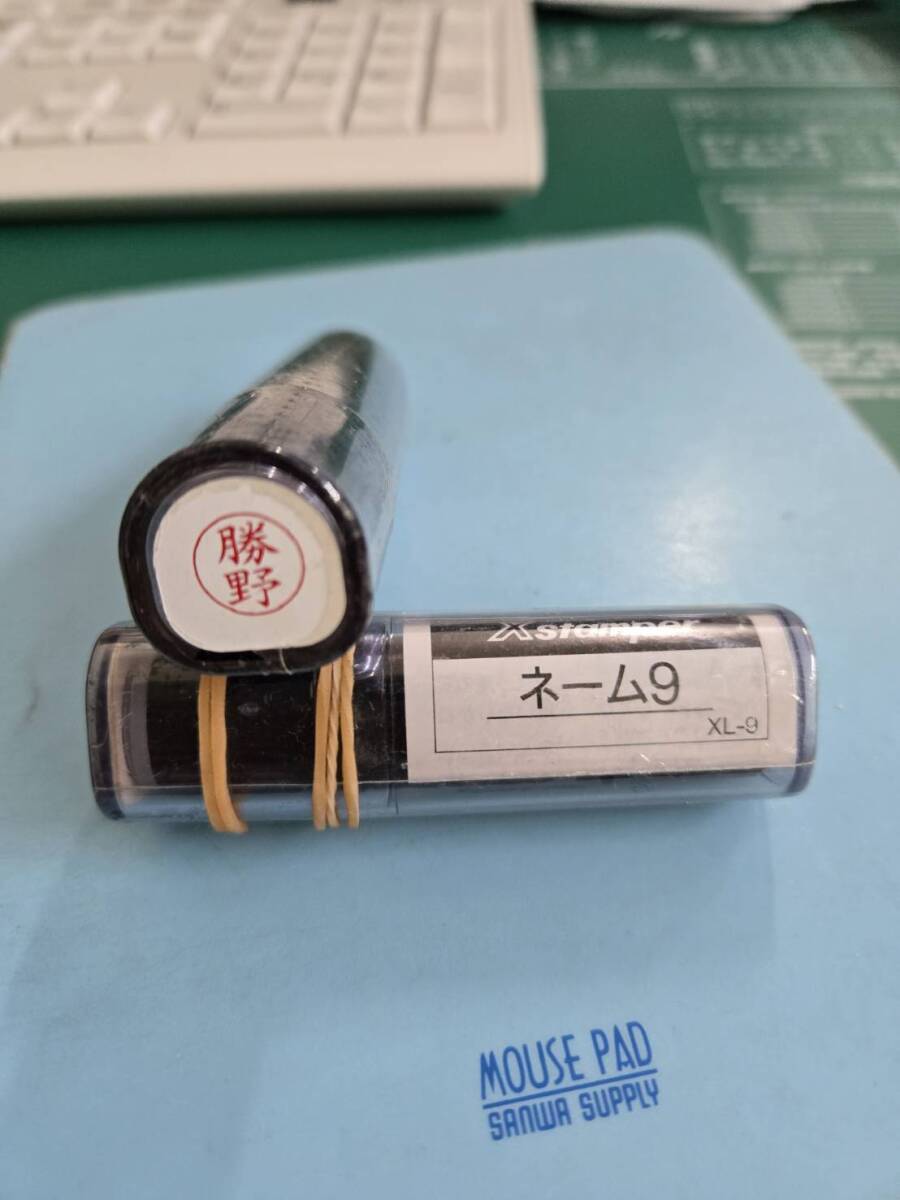 勝
野
Xstamper
ネーム9
XL-9
MOUSE PAD
SANWA SUPPLY